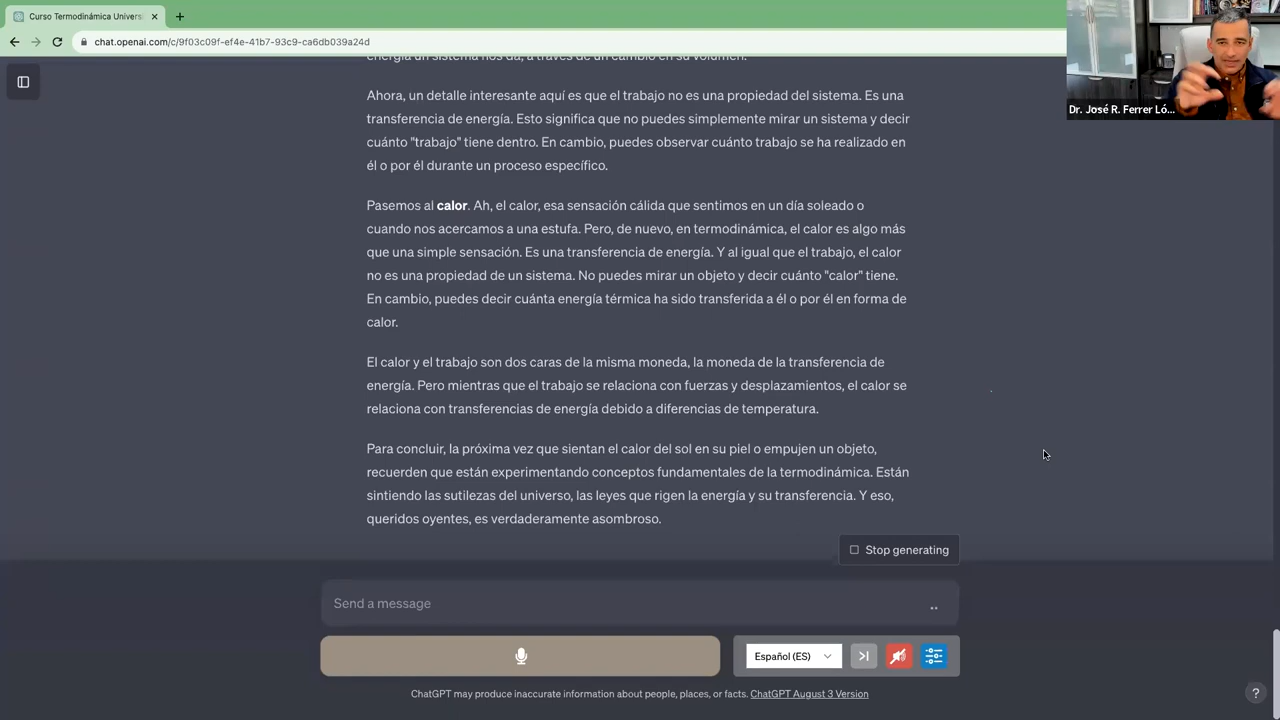 Curso Termodinámica Univers
chat.openai.com/c/9f03c09f-ef4e-41b7-93c9-ca6db039a24d
Dr. José R. Ferrer Ló...
energía un sistema nos da, a través de un cambio en su volumen.
Ahora, un detalle interesante aquí es que el trabajo no es una propiedad del sistema. Es una
transferencia de energía. Esto significa que no puedes simplemente mirar un sistema y decir
cuánto "trabajo" tiene dentro. En cambio, puedes observar cuánto trabajo se ha realizado en
él o por él durante un proceso específico.
Pasemos al calor. Ah, el calor, esa sensación cálida que sentimos en un día soleado o
cuando nos acercamos a una estufa. Pero, de nuevo, en termodinámica, el calor es algo más
que una simple sensación. Es una transferencia de energía. Y al igual que el trabajo, el calor
no es una propiedad de un sistema. No puedes mirar un objeto y decir cuánto "calor" tiene.
En cambio, puedes decir cuánta energía térmica ha sido transferida a él o por él en forma de
calor.
El calor y el trabajo son dos caras de la misma moneda, la moneda de la transferencia de
energía. Pero mientras que el trabajo se relaciona con fuerzas y desplazamientos, el calor se
relaciona con transferencias de energía debido a diferencias de temperatura.
Para concluir, la próxima vez que sientan el calor del sol en su piel o empujen un objeto,
recuerden que están experimentando conceptos fundamentales de la termodinámica. Están
sintiendo las sutilezas del universo, las leyes que rigen la energía y su transferencia. Y eso,
queridos oyentes, es verdaderamente asombroso.
Stop generating
Send a message
Español (ES)
ChatGPT may produce inaccurate information about people, places, or facts. ChatGPT August 3 Version
?